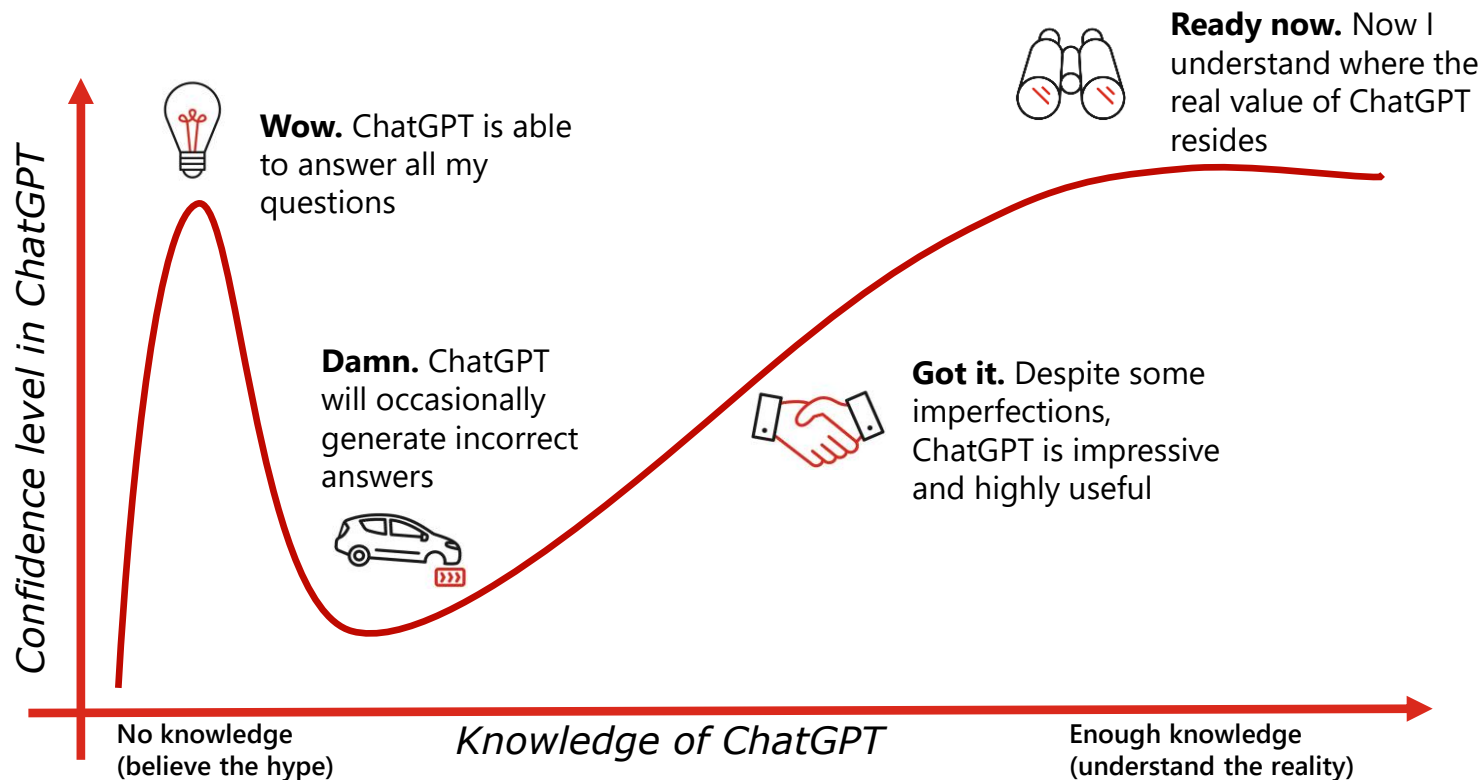 Ready now. Now I
understand where the
real value of ChatGPT
resides
Wow. ChatGPT is able
to answer all my
questions
Confidence level in ChatGPT
Damn. ChatGPT
will occasionally
generate incorrect
answers
Got it. Despite some
imperfections,
ChatGPT is impressive
and highly useful
No knowledge
(believe the hype)
Knowledge of ChatGPT
Enough knowledge
(understand the reality)